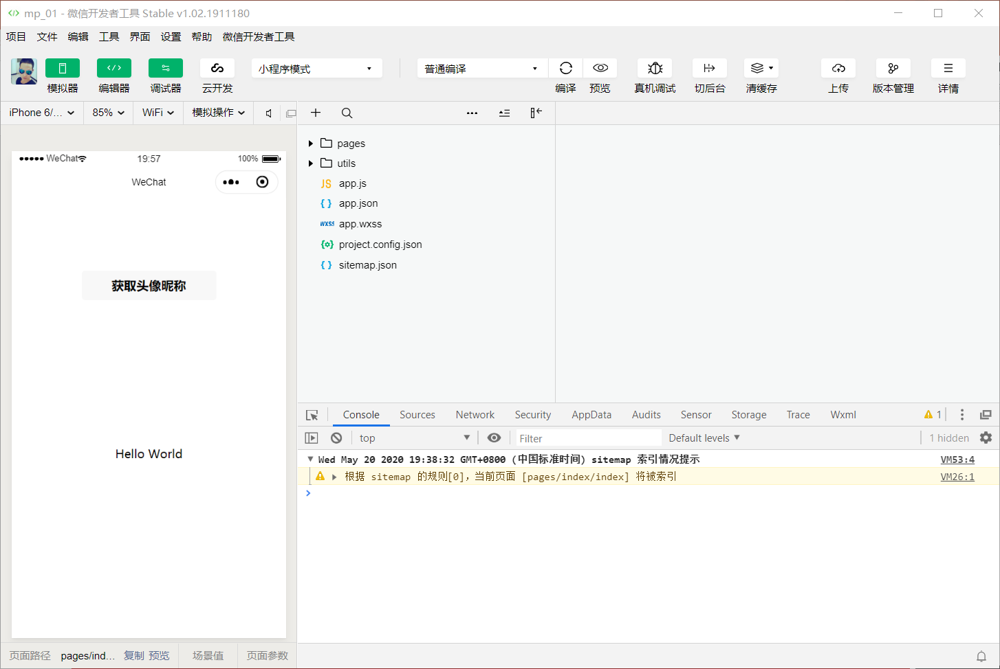 mp_01 - 微信开发者工具 Stable v1.02.1911180
项目 文件 编辑 工具 界面 设置 帮助 微信开发者工具
小程序模式 普通编译
模拟器 编辑器 调试器 云开发 编译 预览 真机调试 切后台 清缓存 上传 版本管理 详情
iPhone 6/... 85% WiFi 模拟操作
WeChat 19:57 100%
WeChat
获取头像昵称
Hello World
页面路径 pages/ind... 复制 预览 场景值 页面参数
pages
utils
JS app.js
{ } app.json
WXSS app.wxss
project.config.json
{ } sitemap.json
Console Sources Network Security AppData Audits Sensor Storage Trace Wxml 1
top Filter Default levels 1 hidden
Wed May 20 2020 19:38:32 GMT+0800 (中国标准时间) sitemap 索引情况提示 VM53:4
根据 sitemap 的规则[0]，当前页面 [pages/index/index] 将被索引 VM26:1